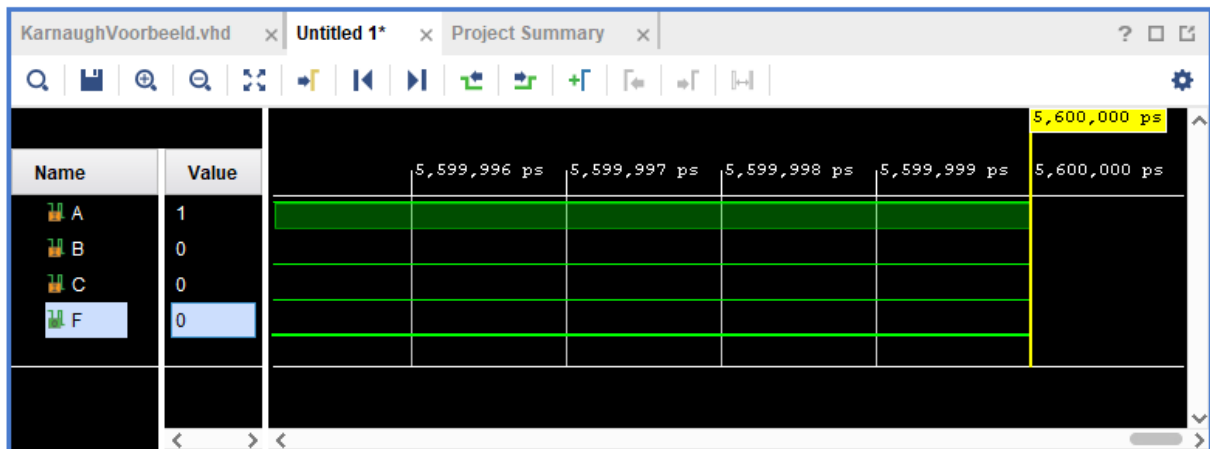 KarnaughVoorbeeld.vhd × Untitled 1* × Project Summary × ?
5,600,000 ps
Name Value 5,599,996 ps 5,599,997 ps 5,599,998 ps 5,599,999 ps 5,600,000 ps
A 1
B 0
C 0
F 0